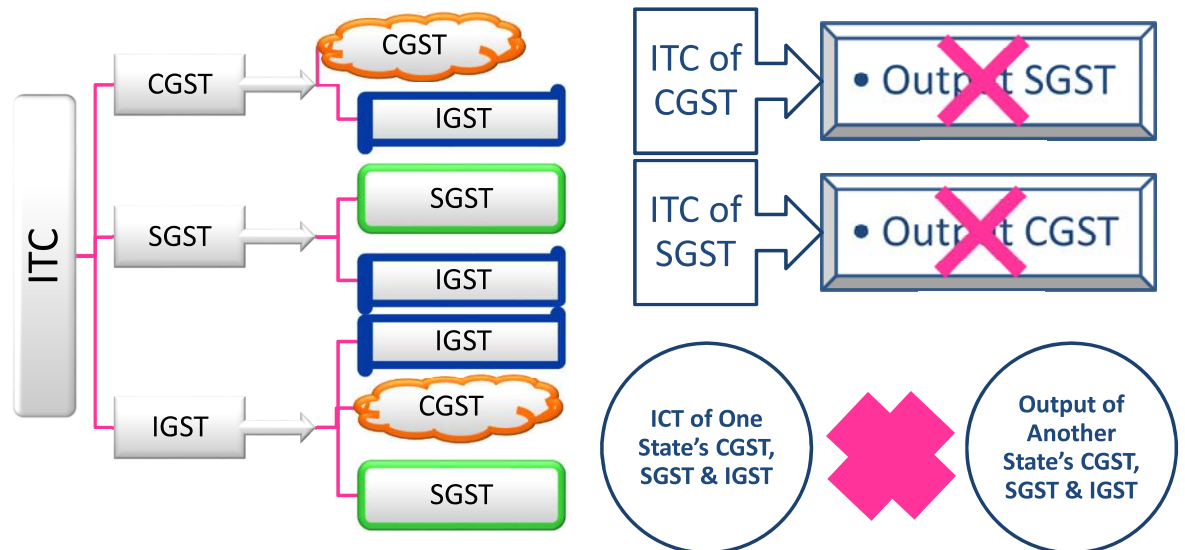 ITC
CGST
CGST
IGST
SGST
SGST
IGST
IGST
IGST
CGST
SGST
ITC of
CGST
• Output SGST
ITC of
SGST
• Output CGST
ICT of One
State's CGST,
SGST & IGST
Output of
Another
State's CGST,
SGST & IGST